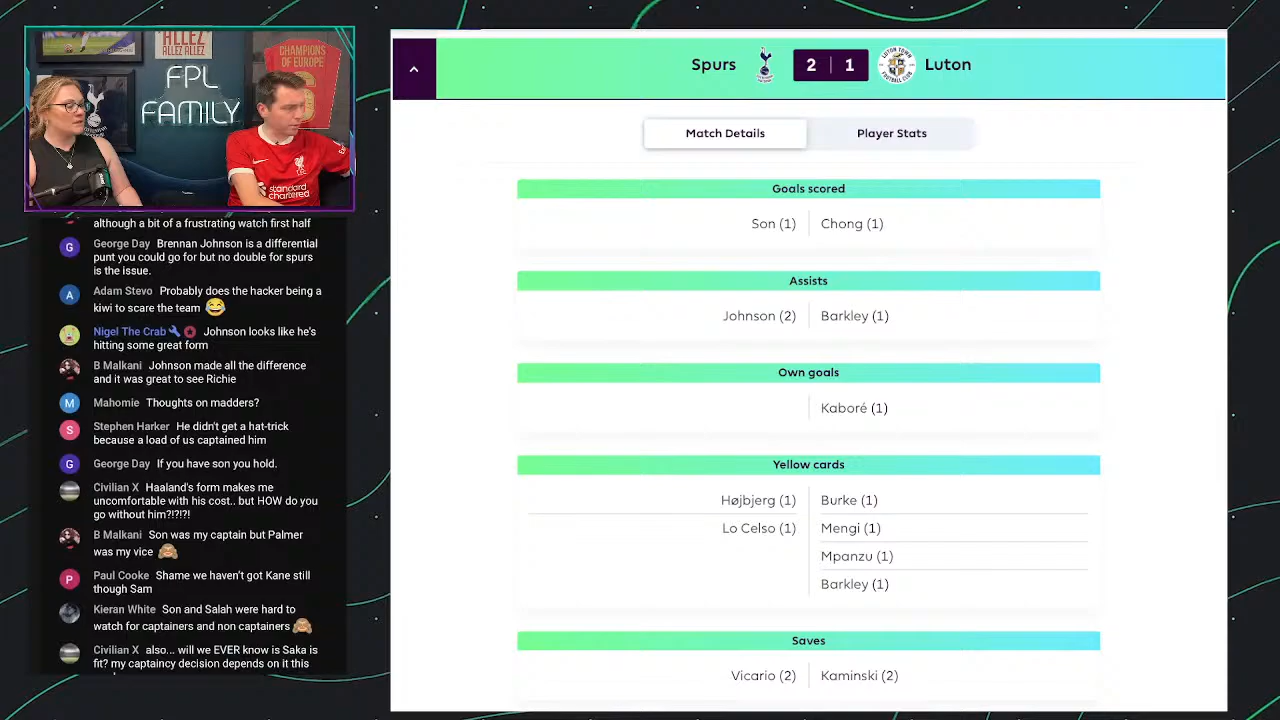 ALLEZ
ALLEZ ALLEZ
CHAMPIONS
OF EUROPE
6
FPL
FAMILY
standard
chartered
although a bit of a frustrating watch first half
G George Day Brennan Johnson is a differential
punt you could go for but no double for spurs
is the issue.
A Adam Stevo Probably does the hacker being a
kiwi to scare the team 😂
Nigel The Crab Johnson looks like he's
hitting some great form
B Malkani Johnson made all the difference
and it was great to see Richie
M Mahomie Thoughts on madders?
S Stephen Harker He didn't get a hat-trick
because a load of us captained him
G George Day If you have son you hold.
Civilian X Haaland's form makes me
uncomfortable with his cost.. but HOW do you
go without him?!?!?!
B Malkani Son was my captain but Palmer
was my vice 🙈
P Paul Cooke Shame we haven't got Kane still
though Sam
Kieran White Son and Salah were hard to
watch for captainers and non captainers 🙈
Civilian X also... will we EVER know is Saka is
fit? my captaincy decision depends on it this
Spurs 2 | 1 Luton
LUTON TOWN
FOOTBALL CLUB
Match Details Player Stats
Goals scored
Son (1) Chong (1)
Assists
Johnson (2) Barkley (1)
Own goals
Kaboré (1)
Yellow cards
Højbjerg (1) Burke (1)
Lo Celso (1) Mengi (1)
Mpanzu (1)
Barkley (1)
Saves
Vicario (2) Kaminski (2)